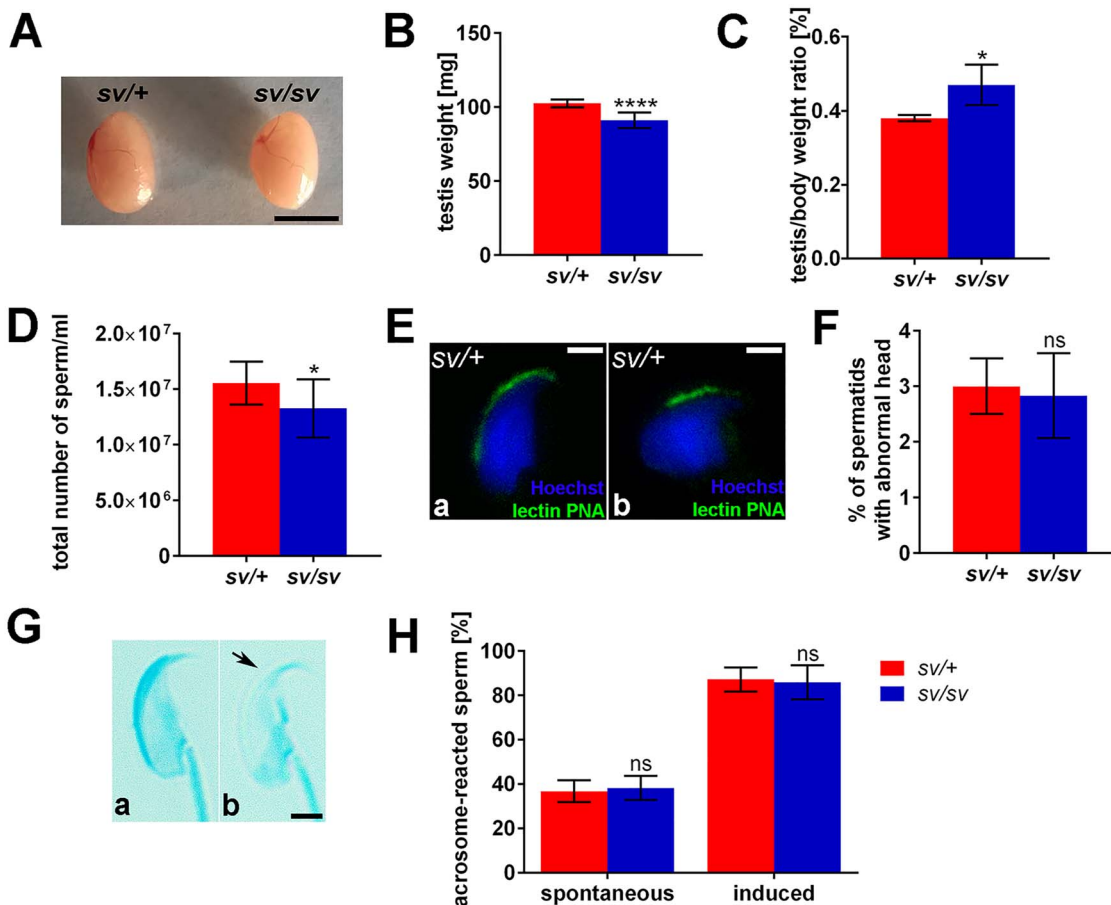 A
sv/+
sv/sv
B
testis weight [mg]
150
100
50
0
****
sv/+
sv/sv
C
testis/body weight ratio [%]
0.6
0.4
0.2
0.0
*
sv/+
sv/sv
D
total number of sperm/ml
2.0×10⁷
1.5×10⁷
1.0×10⁷
5.0×10⁶
0
*
sv/+
sv/sv
E
sv/+
Hoechst
lectin PNA
a
sv/+
Hoechst
lectin PNA
b
F
% of spermatids
with abnormal head
4
3
2
1
0
ns
sv/+
sv/sv
G
a
b
H
acrosome-reacted sperm [%]
100
80
60
40
20
0
ns
ns
spontaneous
induced
sv/+
sv/sv